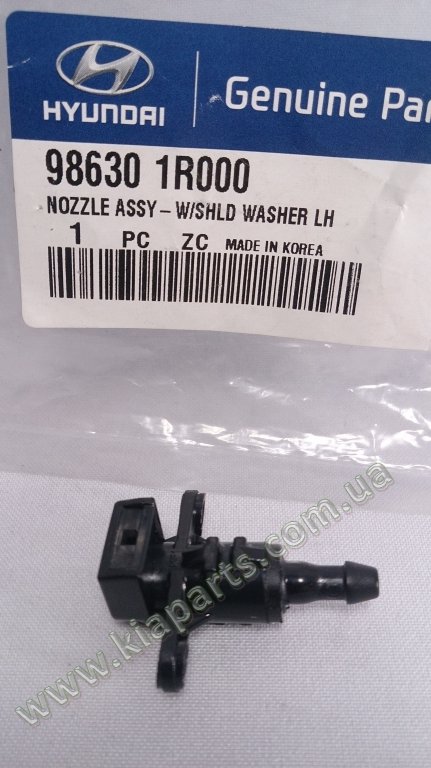 HYUNDAI
Genuine Par
98630 1R000
NOZZLE ASSY - W/SHLD WASHER LH
1 PC ZC MADE IN KOREA
www.kiaparts.com.ua